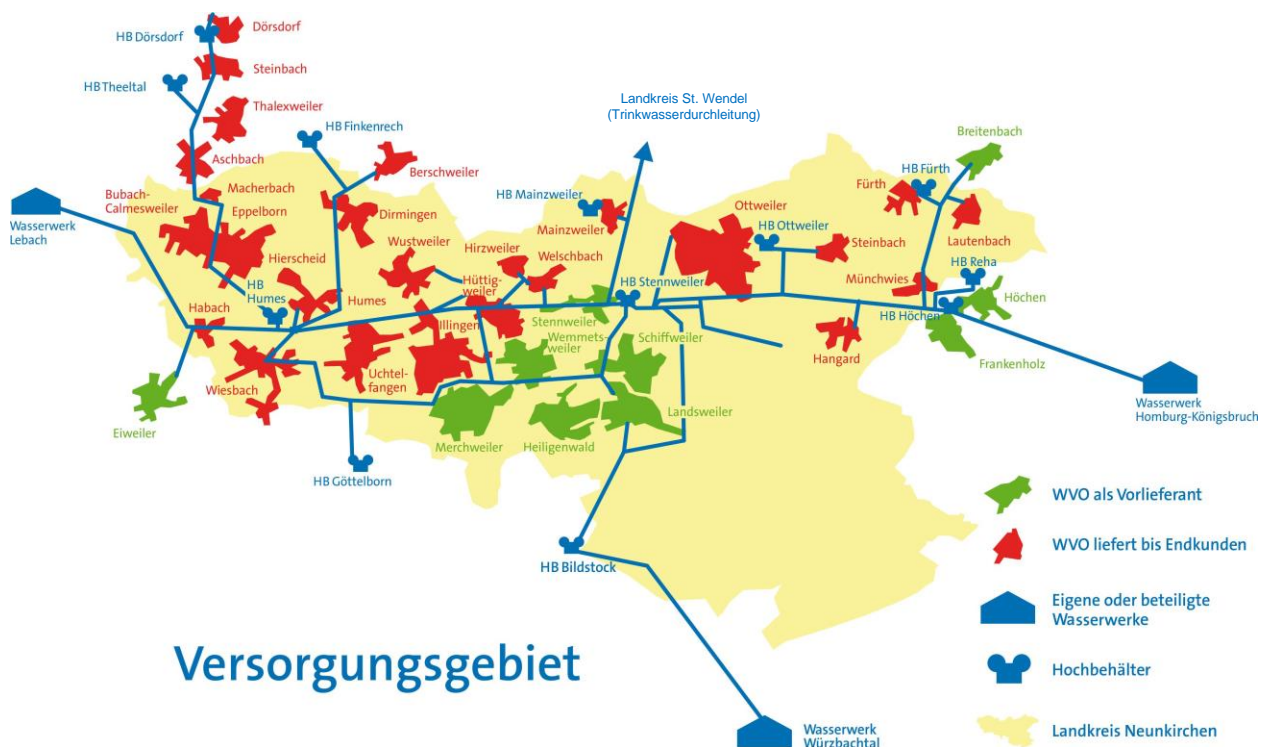 Dörsdorf
HB Dörsdorf
Steinbach
HB Theeltal
Thalexweiler
Landkreis St. Wendel
(Trinkwasserdurchleitung)
HB Finkenrech
Breitenbach
Aschbach
Berschweiler
HB Fürth
Fürth
Macherbach
Bubach-
Calmesweiler
Eppelborn
HB Mainzweiler
Dirmingen
Ottweiler
Wasserwerk
Lebach
Mainzweiler
HB Ottweiler
Wustweiler
Hirzweiler
Steinbach
Lautenbach
Hierscheid
Welschbach
HB Reha
HB Stennweiler
Münchwies
Hüttig-
weiler
HB
Humes
Humes
Höchen
Habach
Illingen
Stennweiler
HB Höchen
Wemmets-
weiler
Schiffweiler
Hangard
Frankenholz
Uchtel-
fangen
Wiesbach
Wasserwerk
Homburg-Königsbruch
Landsweiler
Eiweiler
Merchweiler
Heiligenwald
HB Göttelborn
WVO als Vorlieferant
WVO liefert bis Endkunden
HB Bildstock
Eigene oder beteiligte
Wasserwerke
Versorgungsgebiet
Hochbehälter
Wasserwerk
Würzbachtal
Landkreis Neunkirchen